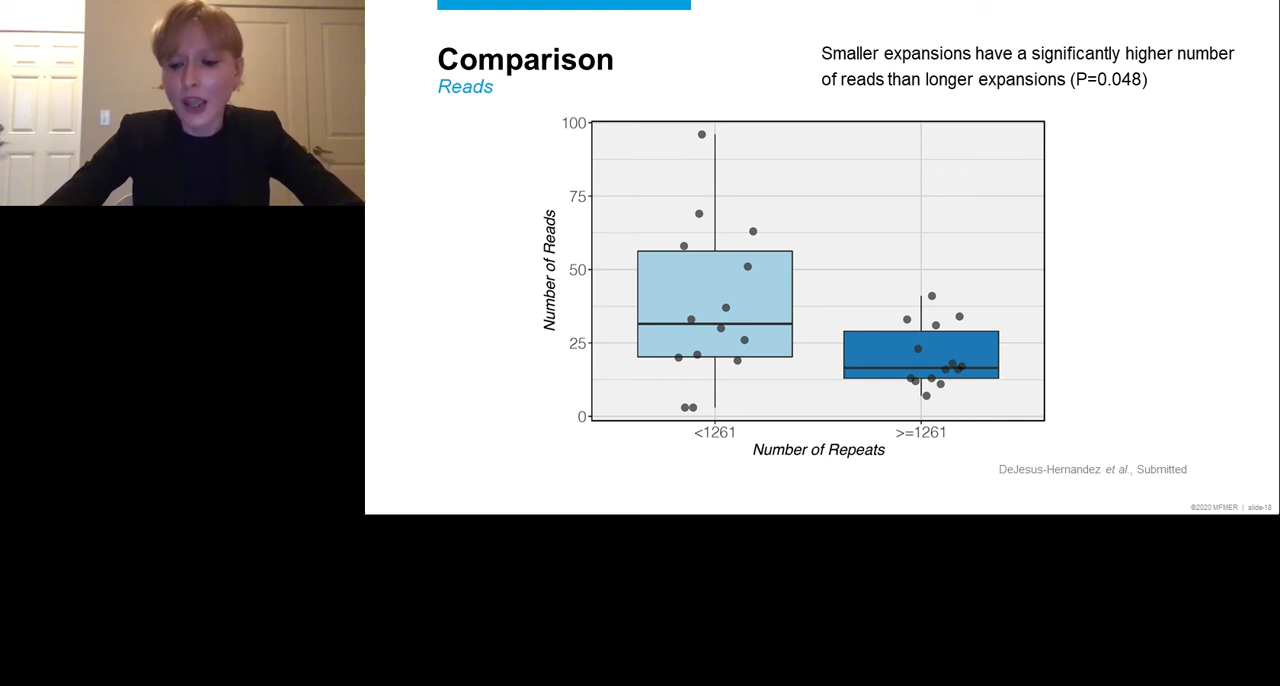 Comparison
Reads
Smaller expansions have a significantly higher number
of reads than longer expansions (P=0.048)
100
75
50
25
0
Number of Reads
<1261
>=1261
Number of Repeats
DeJesus-Hernandez et al., Submitted
©2020 MFMER | slide-18